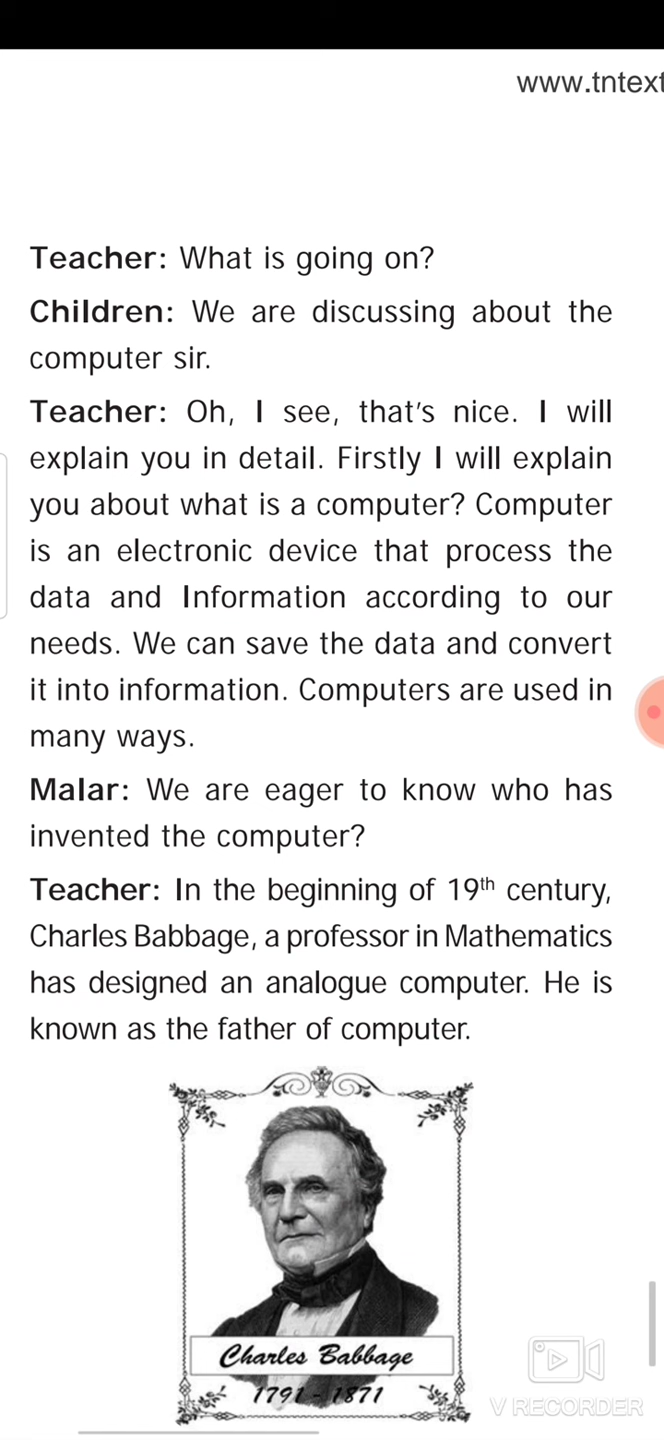 www.tntext
Teacher: What is going on?
Children: We are discussing about the
computer sir.
Teacher: Oh, I see, that's nice. I will
explain you in detail. Firstly I will explain
you about what is a computer? Computer
is an electronic device that process the
data and Information according to our
needs. We can save the data and convert
it into information. Computers are used in
many ways.
Malar: We are eager to know who has
invented the computer?
Teacher: In the beginning of 19th century,
Charles Babbage, a professor in Mathematics
has designed an analogue computer. He is
known as the father of computer.
Charles Babbage
1791 - 1871
V RECORDER